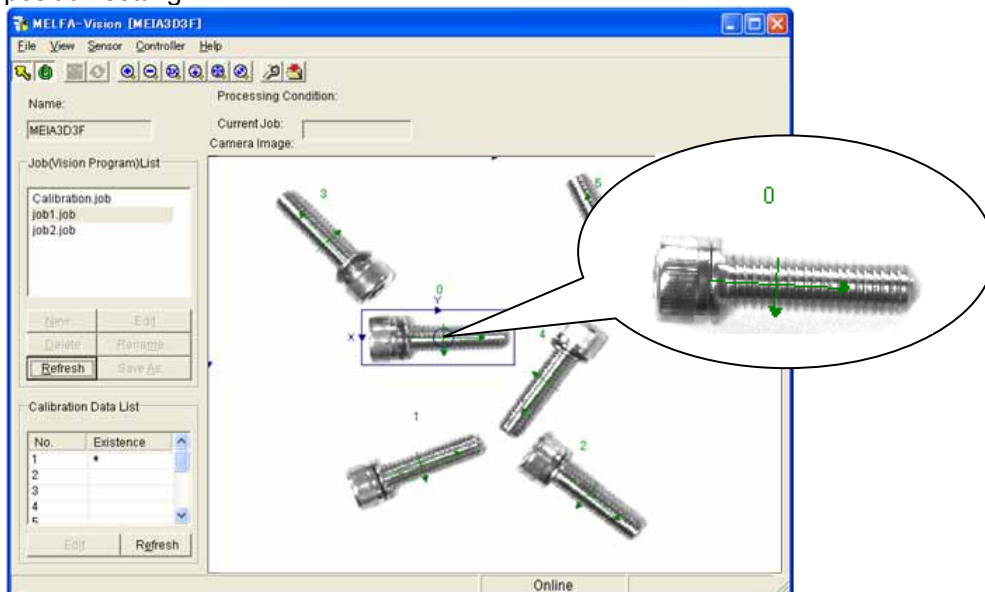 MELFA-Vision [MEIA3D3F]
File View Sensor Controller Help
Name:
MEIA3D3F
Processing Condition:
Current Job:
Camera Image:
Job(Vision Program)List
Calibration.job
job1.job
job2.job
New... Edit
Delete Rename...
Refresh Save As...
Calibration Data List
No. Existence
1 *
2
3
4
5
Edit Refresh
3
5
0
Y
X
4
1
2
0
Online